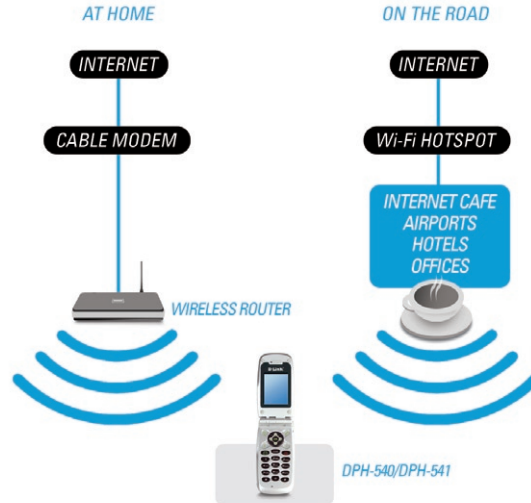 AT HOME
INTERNET
CABLE MODEM
WIRELESS ROUTER
ON THE ROAD
INTERNET
Wi-Fi HOTSPOT
INTERNET CAFE
AIRPORTS
HOTELS
OFFICES
D-Link
DPH-540/DPH-541